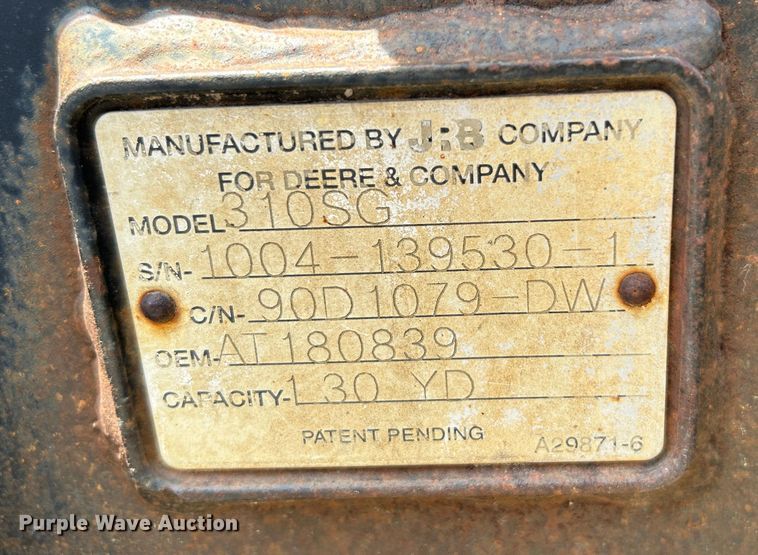 MANUFACTURED BY JRB COMPANY
FOR DEERE & COMPANY
MODEL-310SG
S/N-1004-139530-1
C/N-90D1079-DW
OEM-AT180839
CAPACITY-1.30 YD
PATENT PENDING
A29871-6
Purple Wave Auction